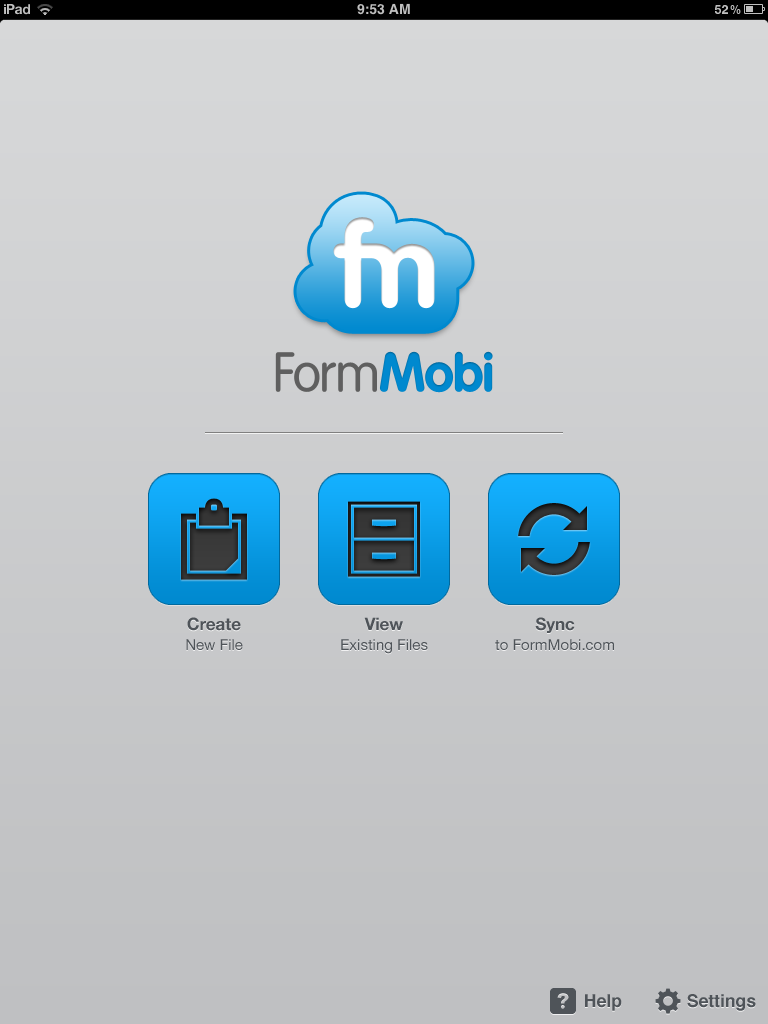 iPad 9:53 AM 52%
fm
FormMobi
Create View Sync
New File Existing Files to FormMobi.com
? Help Settings